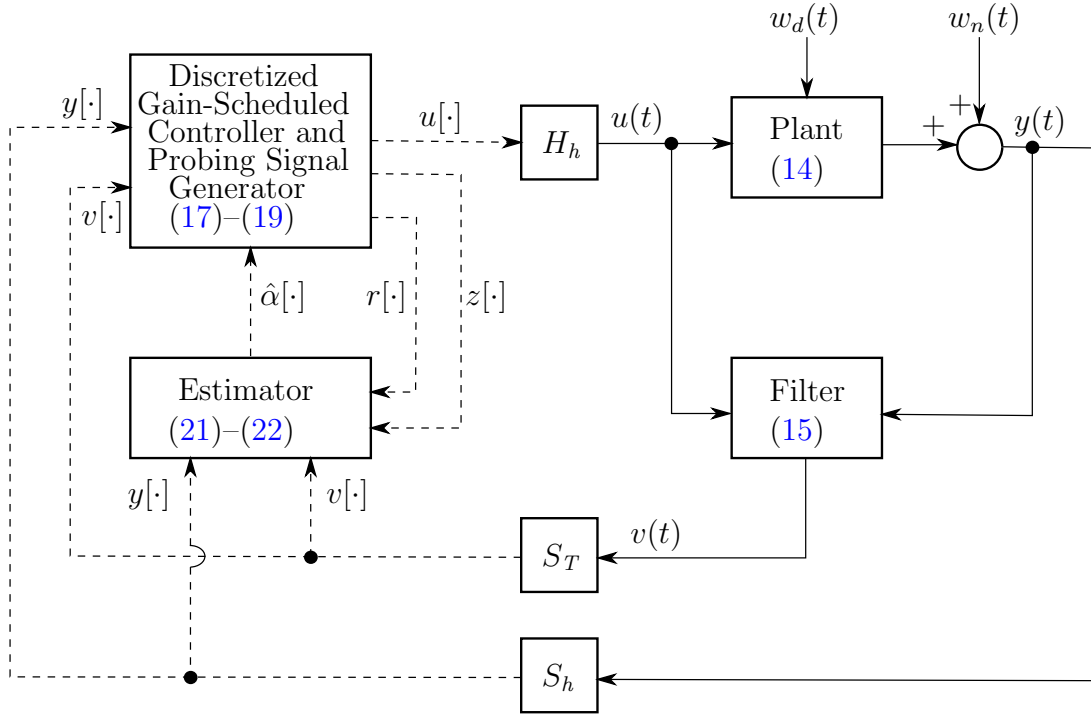 w_d(t)
w_n(t)
Discretized
Gain-Scheduled
Controller and
Probing Signal
Generator
(17)–(19)
y[·]
v[·]
u[·]
H_h
u(t)
Plant
(14)
+
+
y(t)
α̂[·]
r[·]
z[·]
Estimator
(21)–(22)
Filter
(15)
y[·]
v[·]
S_T
v(t)
S_h